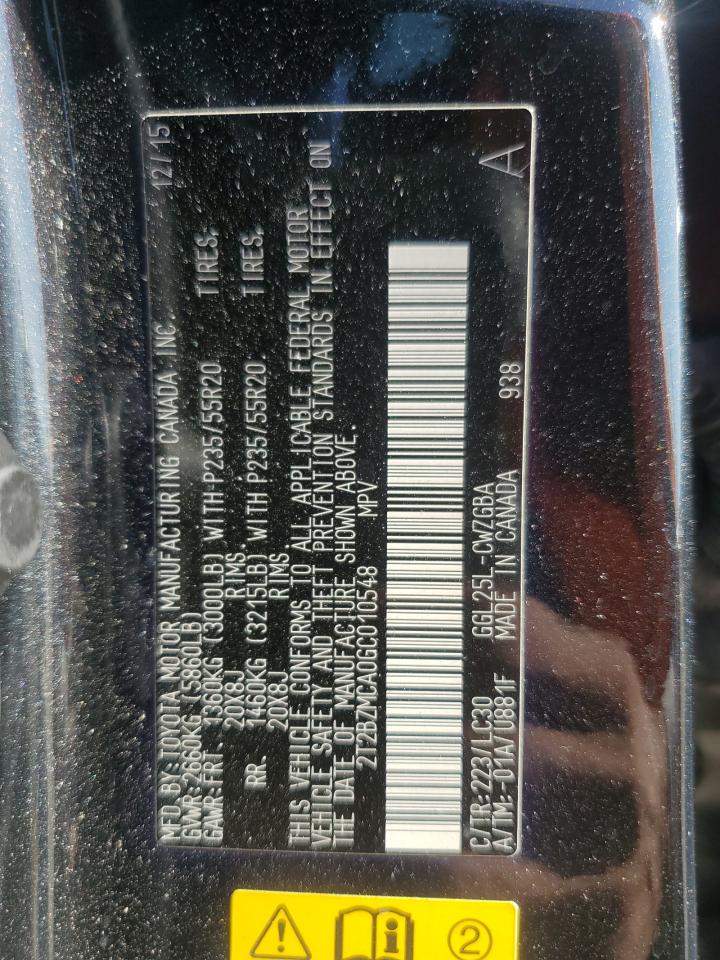 MFD.BY:TOYOTA MOTOR MANUFACTURING CANADA INC. 12/15
GVWR:2660KG (5860LB)
GAWR:FRT. 1360KG (3000LB) WITH P235/55R20 TIRES.
20X8J RIMS
RR. 1460KG (3215LB) WITH P235/55R20 TIRES.
20X8J RIMS
THIS VEHICLE CONFORMS TO ALL APPLICABLE FEDERAL MOTOR
VEHICLE SAFETY AND THEFT PREVENTION STANDARDS IN EFFECT ON
THE DATE OF MANUFACTURE SHOWN ABOVE.
2T2BZMCA0GC010548 MPV
C/TR:223/LC30 GGL25L-CWZGBA 938 A
A/TM:-01A/U881F MADE IN CANADA
2